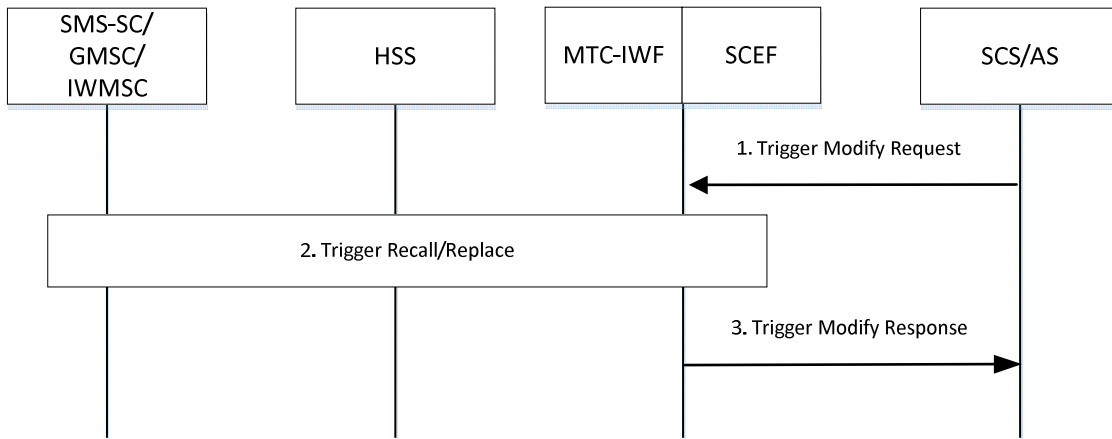 SMS-SC/
GMSC/
IWMSC
HSS
MTC-IWF
SCEF
SCS/AS
1. Trigger Modify Request
2. Trigger Recall/Replace
3. Trigger Modify Response